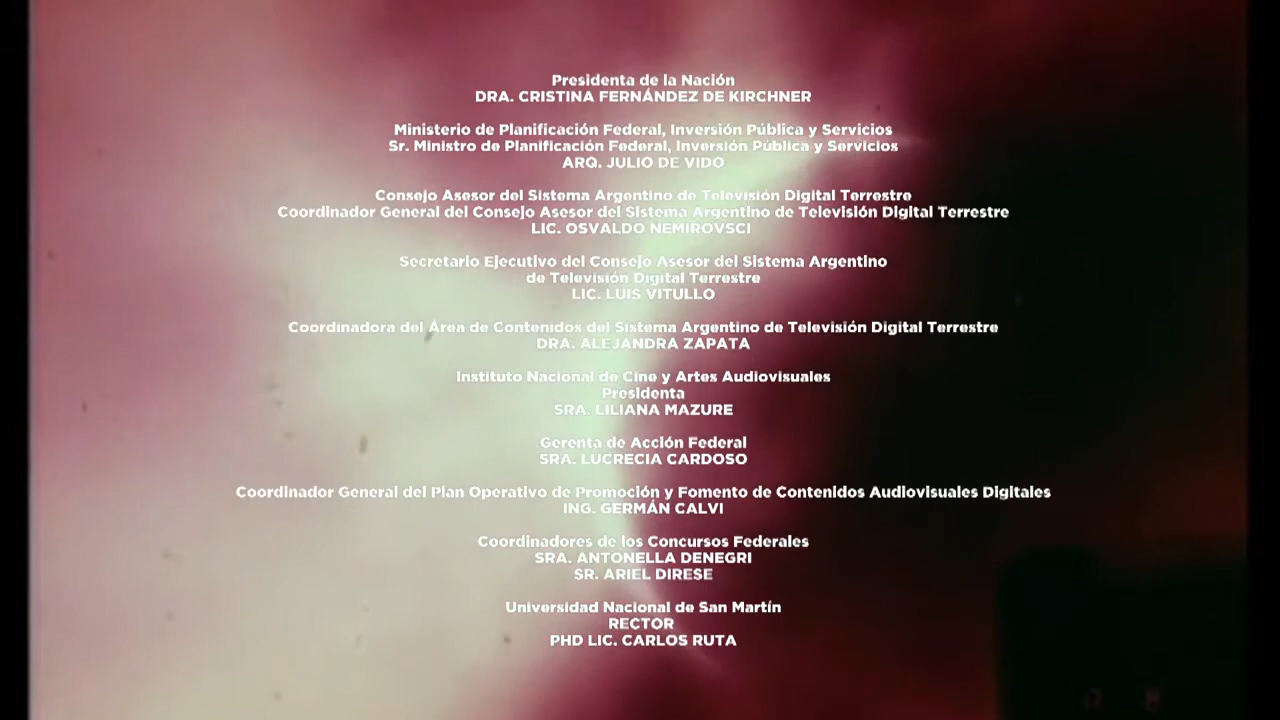 Presidenta de la Nación
DRA. CRISTINA FERNÁNDEZ DE KIRCHNER
Ministerio de Planificación Federal, Inversión Pública y Servicios
Sr. Ministro de Planificación Federal, Inversión Pública y Servicios
ARQ. JULIO DE VIDO
Consejo Asesor del Sistema Argentino de Televisión Digital Terrestre
Coordinador General del Consejo Asesor del Sistema Argentino de Televisión Digital Terrestre
LIC. OSVALDO NEMIROVSCI
Secretario Ejecutivo del Consejo Asesor del Sistema Argentino
de Televisión Digital Terrestre
LIC. LUIS VITULLO
Coordinadora del Área de Contenidos del Sistema Argentino de Televisión Digital Terrestre
DRA. ALEJANDRA ZAPATA
Instituto Nacional de Cine y Artes Audiovisuales
Presidenta
SRA. LILIANA MAZURE
Gerenta de Acción Federal
SRA. LUCRECIA CARDOSO
Coordinador General del Plan Operativo de Promoción y Fomento de Contenidos Audiovisuales Digitales
ING. GERMÁN CALVI
Coordinadores de los Concursos Federales
SRA. ANTONELLA DENEGRI
SR. ARIEL DIRESE
Universidad Nacional de San Martín
RECTOR
PHD LIC. CARLOS RUTA